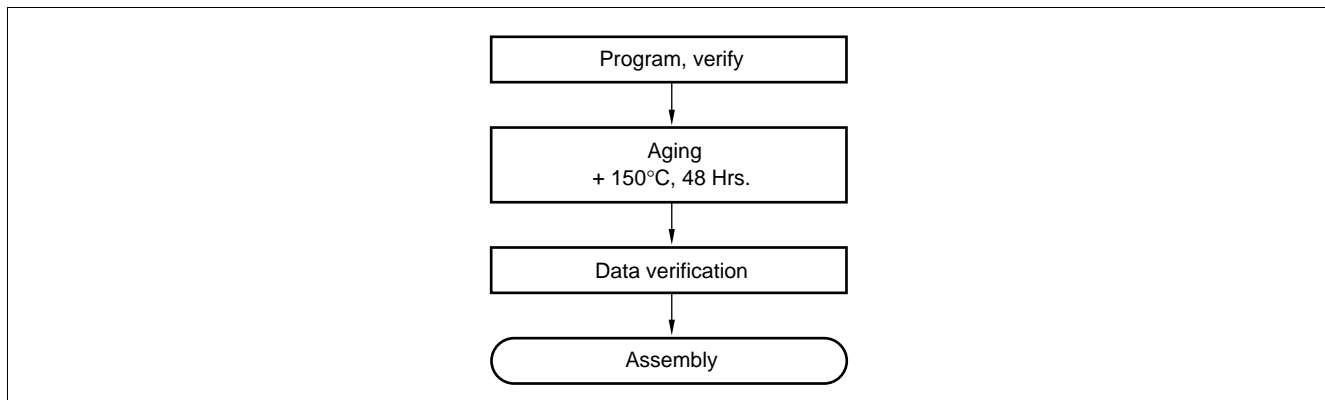 Program, verify
Aging
+ 150°C, 48 Hrs.
Data verification
Assembly